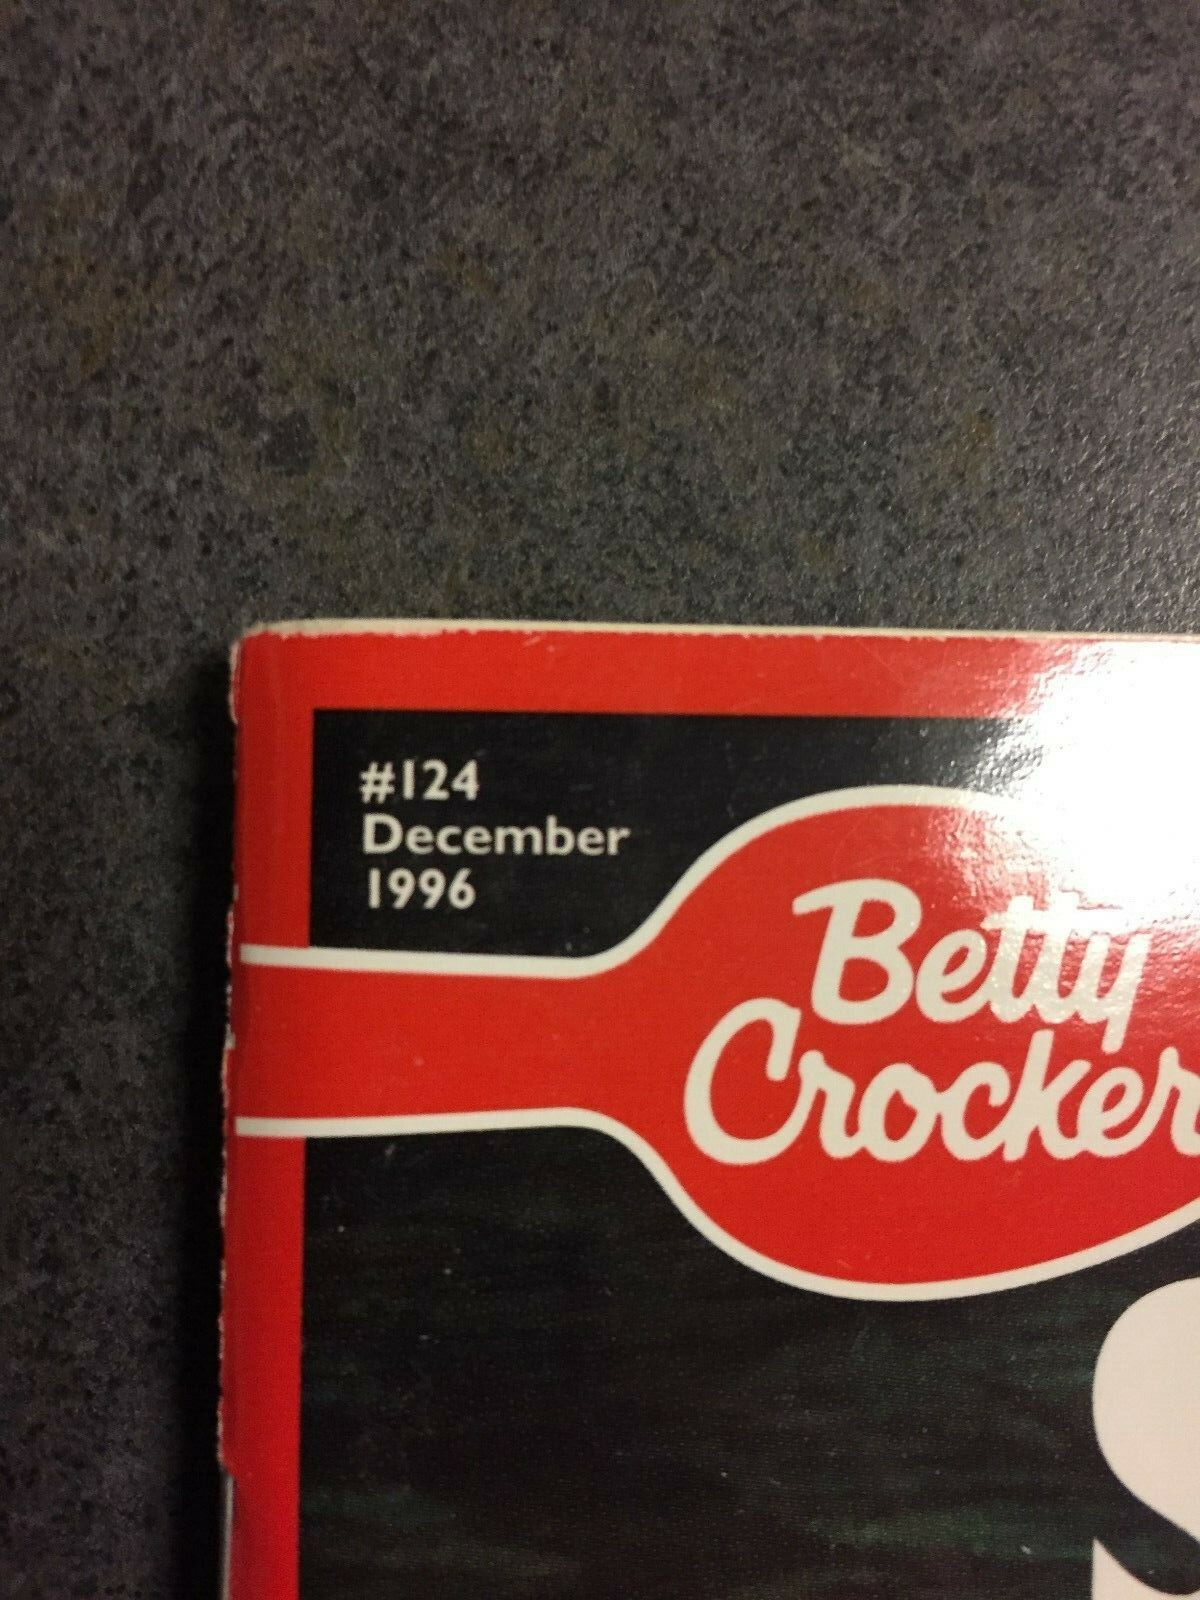 #124
December
1996
Betty
Crocker
S